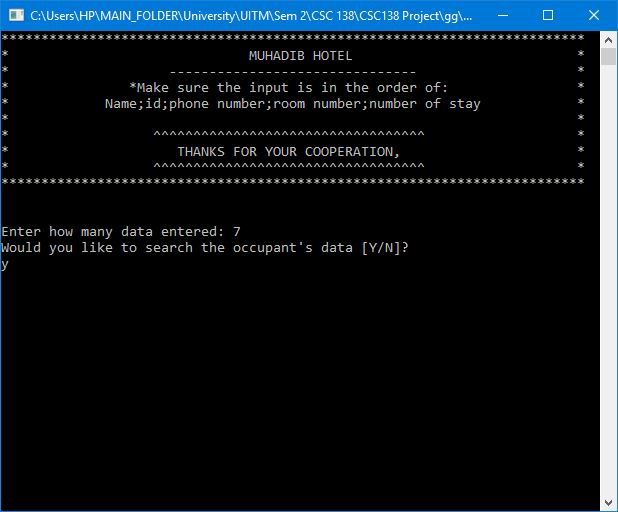 C:\Users\HP\MAIN_FOLDER\University\UITM\Sem 2\CSC 138\CSC138 Project\gg\...
*************************************************************************
* MUHADIB HOTEL *
* ------------------------------- *
* *Make sure the input is in the order of: *
* Name;id;phone number;room number;number of stay *
* *
* ^^^^^^^^^^^^^^^^^^^^^^^^^^^^^^^^^^ *
* THANKS FOR YOUR COOPERATION, *
* ^^^^^^^^^^^^^^^^^^^^^^^^^^^^^^^^^^ *
*************************************************************************
Enter how many data entered: 7
Would you like to search the occupant's data [Y/N]?
y